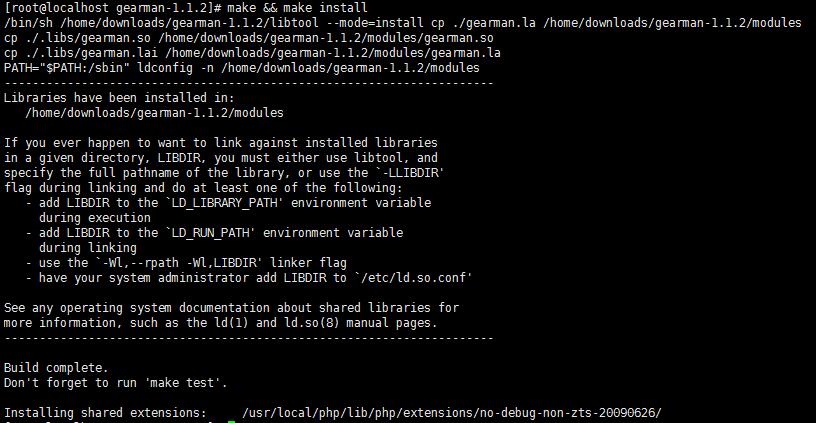 [root@localhost gearman-1.1.2]# make && make install
/bin/sh /home/downloads/gearman-1.1.2/libtool --mode=install cp ./gearman.la /home/downloads/gearman-1.1.2/modules
cp ./.libs/gearman.so /home/downloads/gearman-1.1.2/modules/gearman.so
cp ./.libs/gearman.lai /home/downloads/gearman-1.1.2/modules/gearman.la
PATH="$PATH:/sbin" ldconfig -n /home/downloads/gearman-1.1.2/modules
----------------------------------------------------------------------
Libraries have been installed in:
   /home/downloads/gearman-1.1.2/modules

If you ever happen to want to link against installed libraries
in a given directory, LIBDIR, you must either use libtool, and
specify the full pathname of the library, or use the `-LLIBDIR'
flag during linking and do at least one of the following:
   - add LIBDIR to the `LD_LIBRARY_PATH' environment variable
     during execution
   - add LIBDIR to the `LD_RUN_PATH' environment variable
     during linking
   - use the `-Wl,--rpath -Wl,LIBDIR' linker flag
   - have your system administrator add LIBDIR to `/etc/ld.so.conf'

See any operating system documentation about shared libraries for
more information, such as the ld(1) and ld.so(8) manual pages.
----------------------------------------------------------------------

Build complete.
Don't forget to run 'make test'.

Installing shared extensions:     /usr/local/php/lib/php/extensions/no-debug-non-zts-20090626/